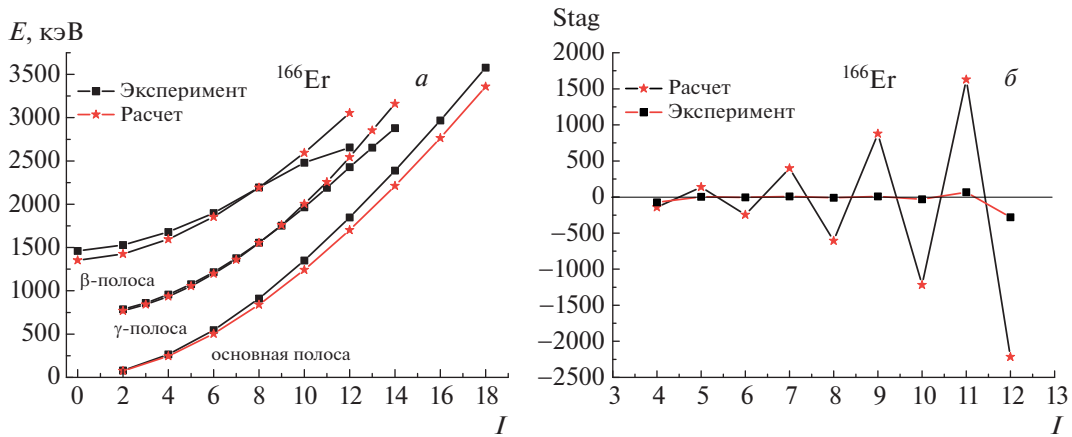 E, кэВ
3500
3000
2500
2000
1500
1000
500
0
0 2 4 6 8 10 12 14 16 18
I
¹⁶⁶Er
а
Эксперимент
Расчет
β-полоса
γ-полоса
основная полоса
Stag
2000
1500
1000
500
0
−500
−1000
−1500
−2000
−2500
3 4 5 6 7 8 9 10 11 12 13
I
¹⁶⁶Er
б
Расчет
Эксперимент